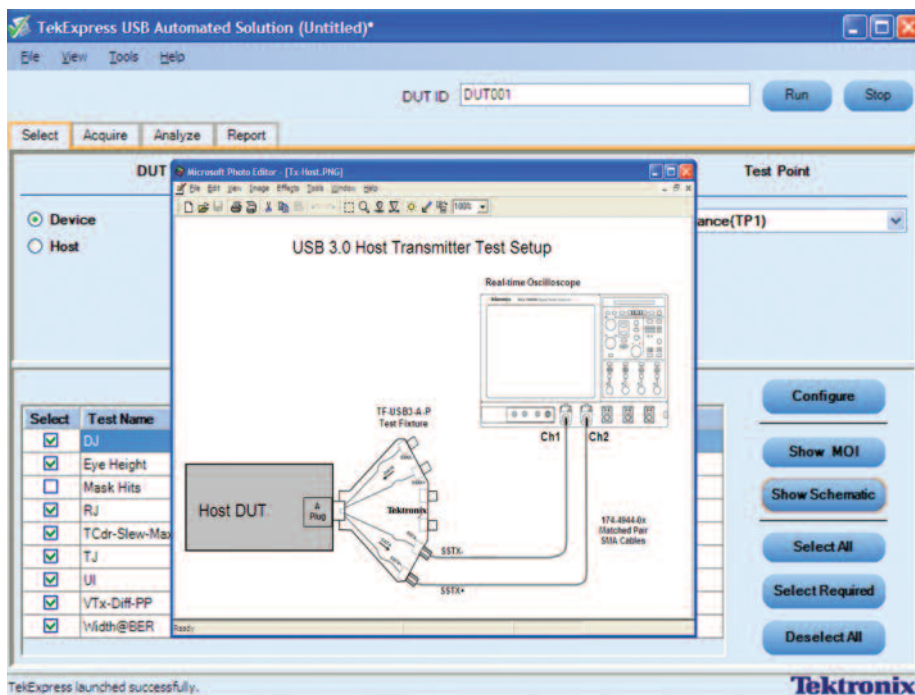 TekExpress USB Automated Solution (Untitled)*
File View Tools Help
DUT ID DUT001 Run Stop
Select Acquire Analyze Report
DUT
Test Point
Device
Host
ance(TP1)
Microsoft Photo Editor - [Tx-Host.PNG]
File Edit View Image Effects Tools Window Help
100%
USB 3.0 Host Transmitter Test Setup
Real-time Oscilloscope
Tektronix
TF-USB3-A-P
Test Fixture
Ch1 Ch2
Host DUT
A
Plug
Tektronix
174-4944-0x
Matched Pair
SMA Cables
SSTX-
SSTX+
Ready
Select Test Name
DJ
Eye Height
Mask Hits
RJ
TCdr-Slew-Max
TJ
UI
VTx-Diff-PP
Width@BER
Configure
Show MOI
Show Schematic
Select All
Select Required
Deselect All
TekExpress launched successfully.
Tektronix